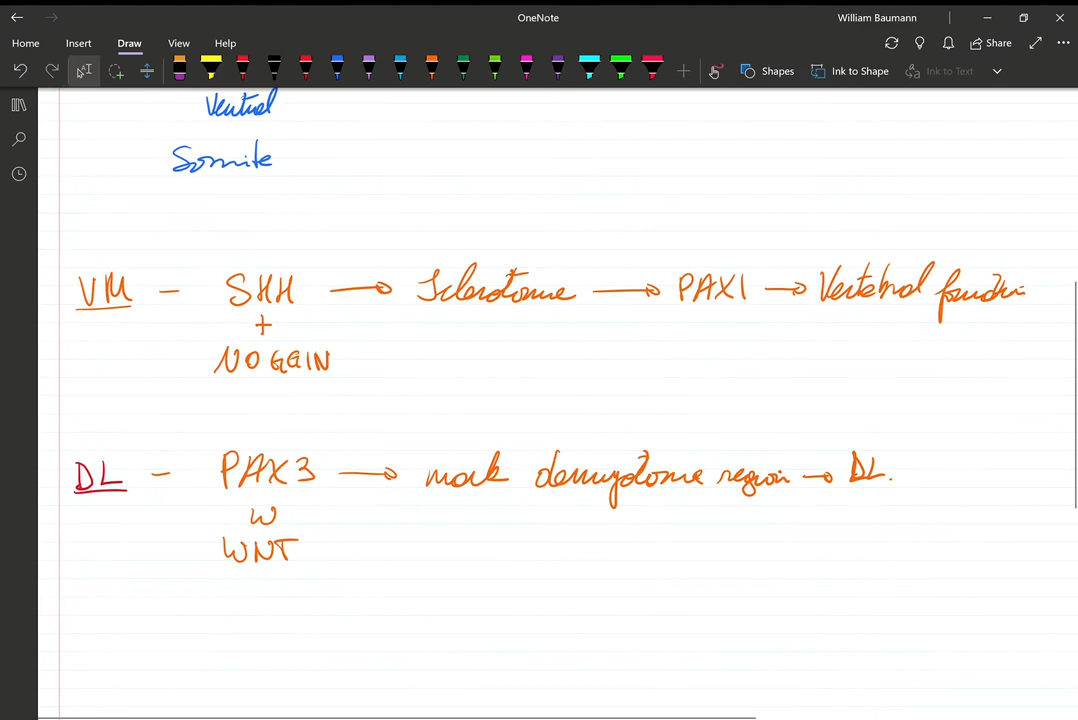 OneNote
William Baumann
Home Insert Draw View Help
Share
Shapes
Ink to Shape
Ink to Text
Ventral
Somite
VM – SHH → Sclerotome → PAX1 → Vertebral
+
NOGGIN
DL – PAX3 → mark demyotome region → DL.
W
WNT